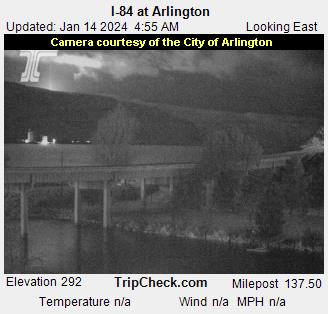 I-84 at Arlington
Updated: Jan 14 2024 4:55 AM Looking East
Camera courtesy of the City of Arlington
Elevation 292 TripCheck.com Milepost 137.50
Temperature n/a Wind n/a MPH n/a